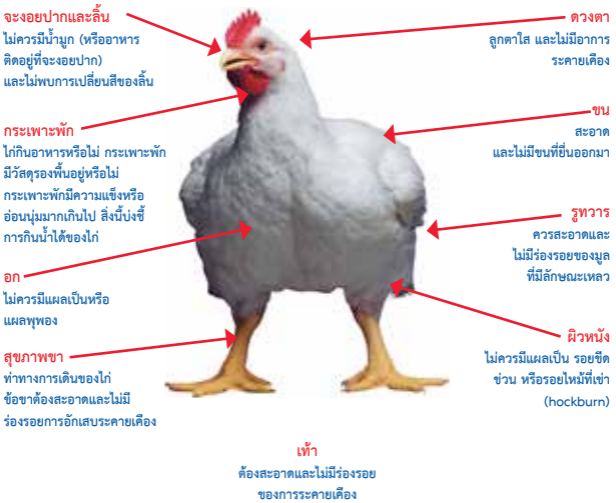 จะงอยปากและลิ้น
ไม่ควรมีน้ำมูก (หรืออาหาร
ติดอยู่ที่จะงอยปาก)
และไม่พบการเปลี่ยนสีของลิ้น
กระเพาะพัก
ไก่กินอาหารหรือไม่ กระเพาะพัก
มีวัสดุรองพื้นอยู่หรือไม่
กระเพาะพักมีความแข็งหรือ
อ่อนนุ่มมากเกินไป สิ่งนี้บ่งชี้
การกินน้ำได้ของไก่
อก
ไม่ควรมีแผลเป็นหรือ
แผลพุพอง
สุขภาพขา
ท่าทางการเดินของไก่
ข้อขาต้องสะอาดและไม่มี
ร่องรอยการอักเสบระคายเคือง
ดวงตา
ลูกตาใส และไม่มีอาการ
ระคายเคือง
ขน
สะอาด
และไม่มีขนที่ยื่นออกมา
รูทวาร
ควรสะอาดและ
ไม่มีร่องรอยของมูล
ที่มีลักษณะเหลว
ผิวหนัง
ไม่ควรมีแผลเป็น รอยขีด
ข่วน หรือรอยไหม้ที่เข่า
(hockburn)
เท้า
ต้องสะอาดและไม่มีร่องรอย
ของการระคายเคือง